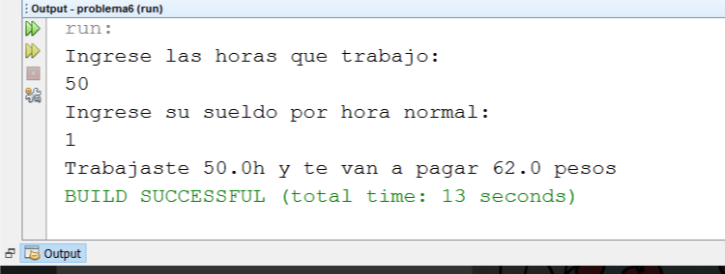 Output - problema6 (run)
run:
Ingrese las horas que trabajo:
50
Ingrese su sueldo por hora normal:
1
Trabajaste 50.0h y te van a pagar 62.0 pesos
BUILD SUCCESSFUL (total time: 13 seconds)
Output